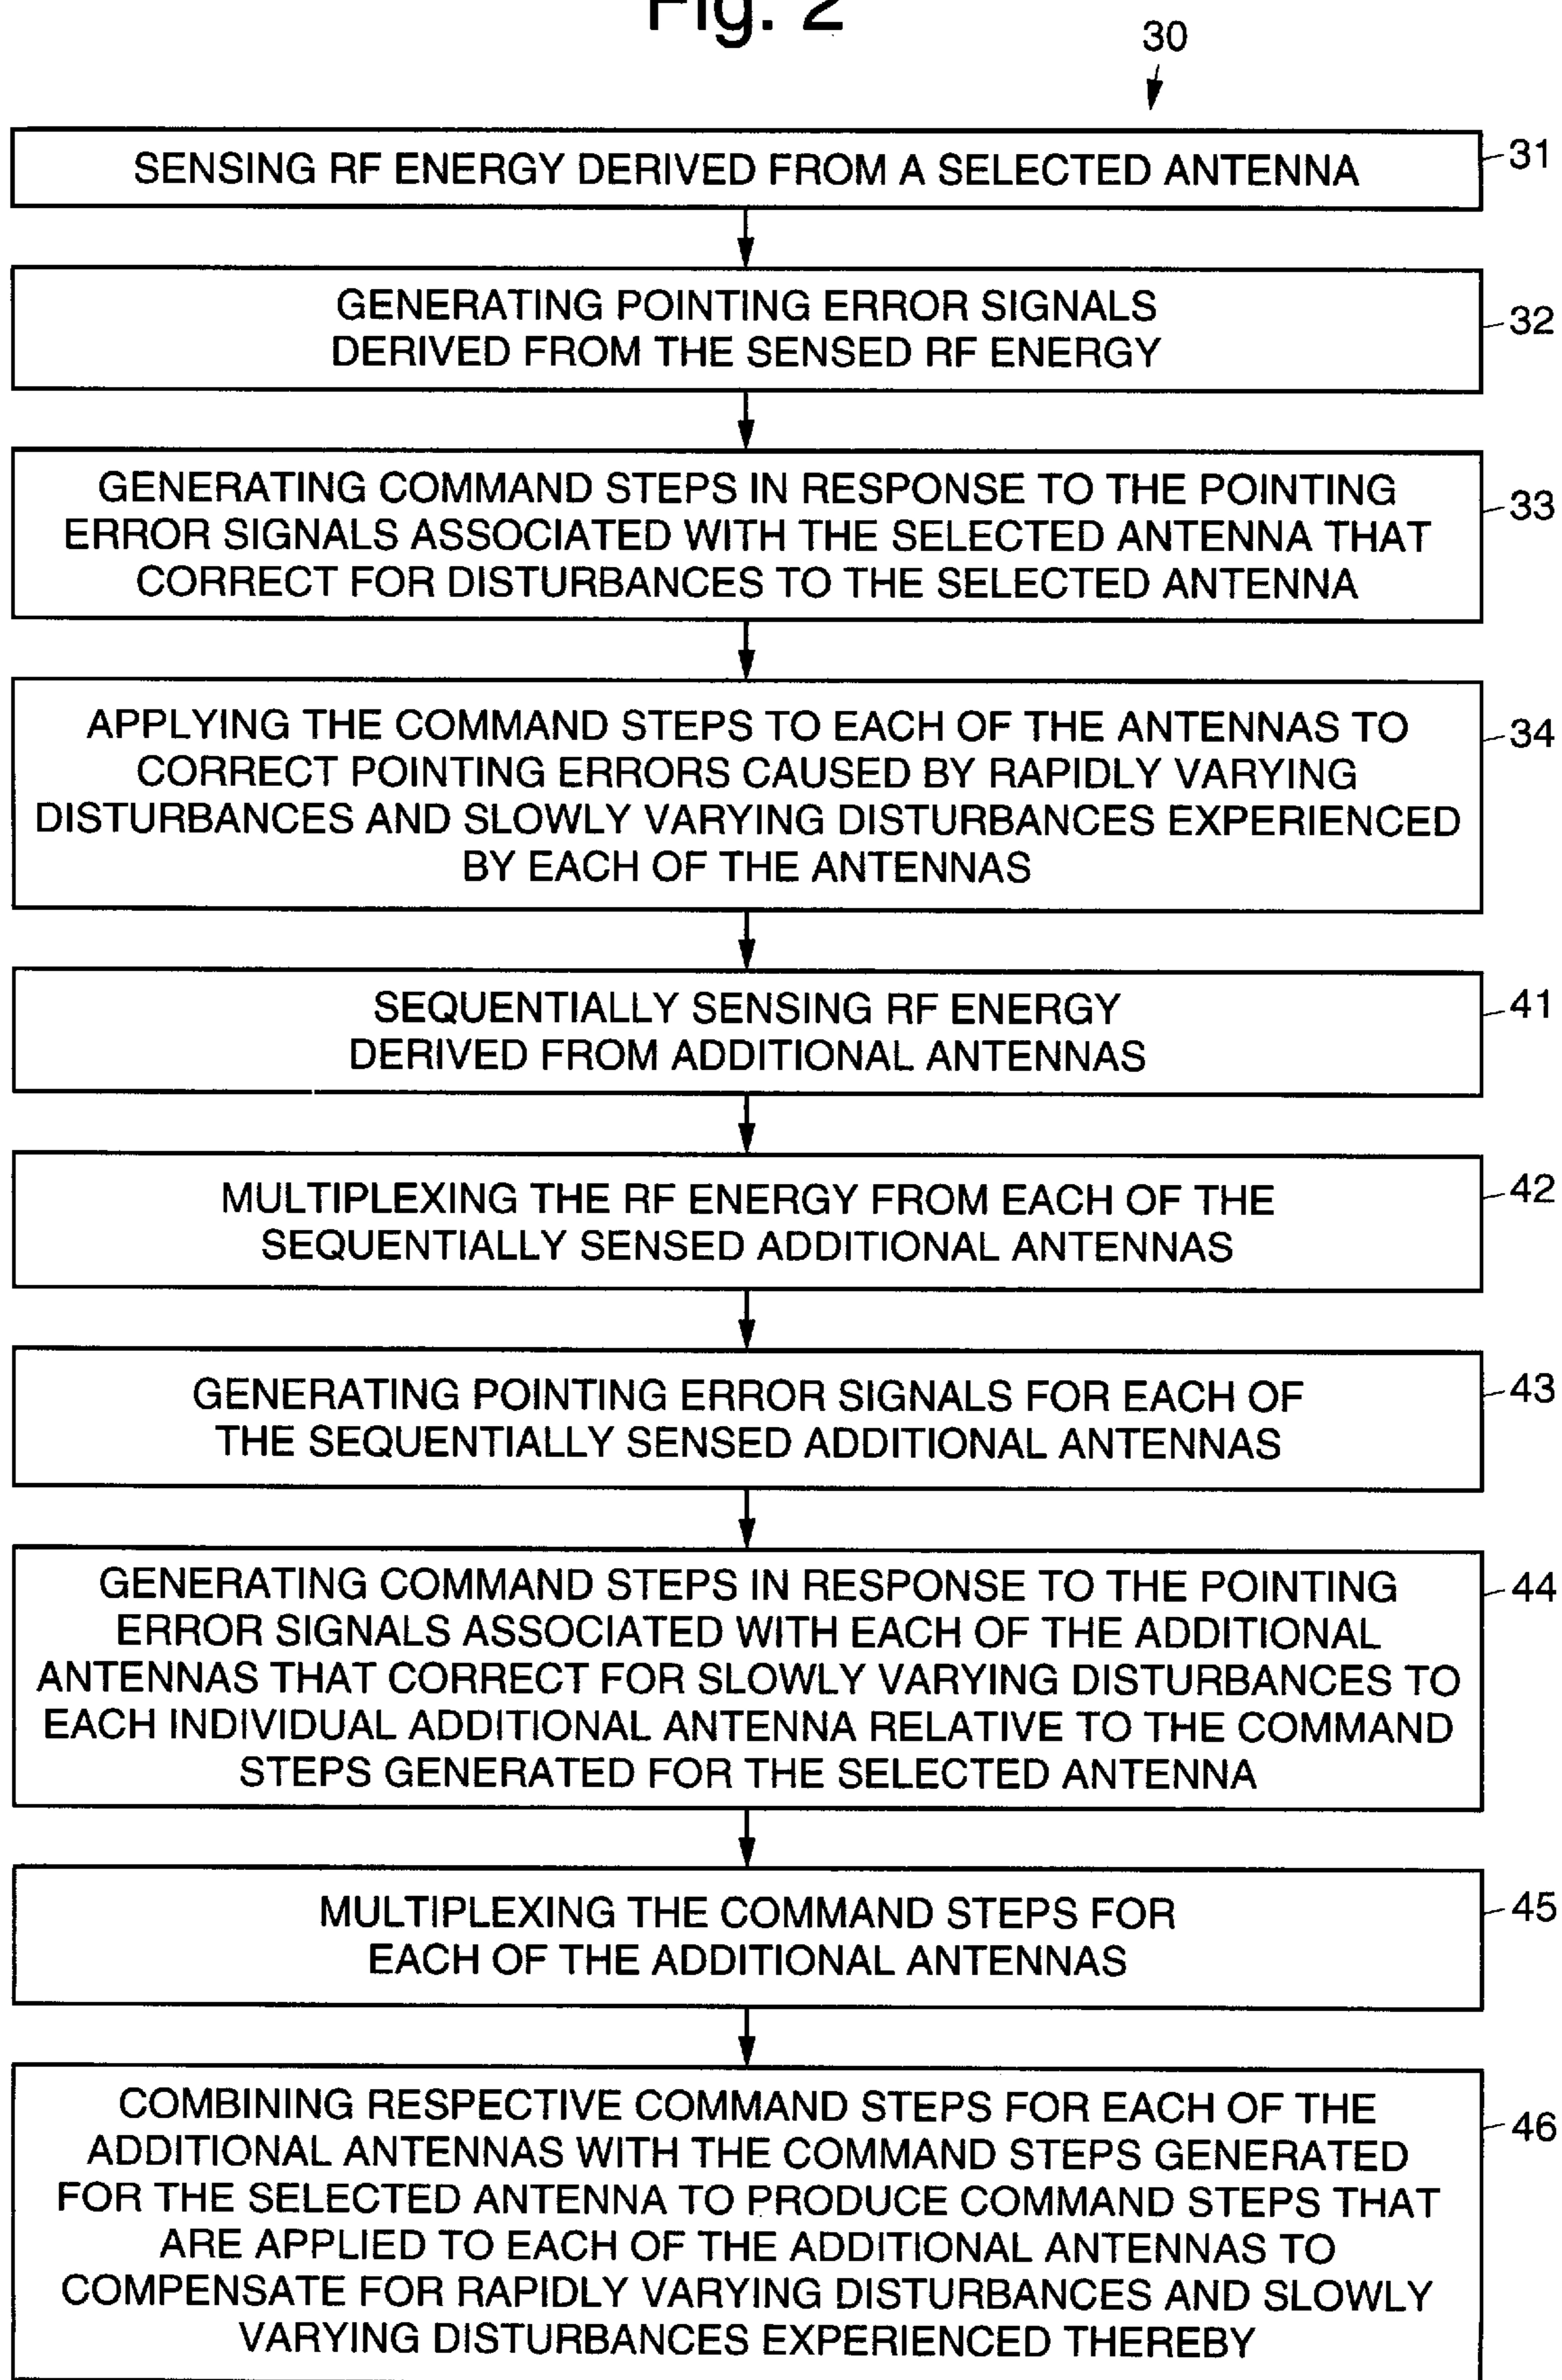 Fig. 2
30
SENSING RF ENERGY DERIVED FROM A SELECTED ANTENNA
31
GENERATING POINTING ERROR SIGNALS
DERIVED FROM THE SENSED RF ENERGY
32
GENERATING COMMAND STEPS IN RESPONSE TO THE POINTING
ERROR SIGNALS ASSOCIATED WITH THE SELECTED ANTENNA THAT
CORRECT FOR DISTURBANCES TO THE SELECTED ANTENNA
33
APPLYING THE COMMAND STEPS TO EACH OF THE ANTENNAS TO
CORRECT POINTING ERRORS CAUSED BY RAPIDLY VARYING
DISTURBANCES AND SLOWLY VARYING DISTURBANCES EXPERIENCED
BY EACH OF THE ANTENNAS
34
SEQUENTIALLY SENSING RF ENERGY
DERIVED FROM ADDITIONAL ANTENNAS
41
MULTIPLEXING THE RF ENERGY FROM EACH OF THE
SEQUENTIALLY SENSED ADDITIONAL ANTENNAS
42
GENERATING POINTING ERROR SIGNALS FOR EACH OF
THE SEQUENTIALLY SENSED ADDITIONAL ANTENNAS
43
GENERATING COMMAND STEPS IN RESPONSE TO THE POINTING
ERROR SIGNALS ASSOCIATED WITH EACH OF THE ADDITIONAL
ANTENNAS THAT CORRECT FOR SLOWLY VARYING DISTURBANCES TO
EACH INDIVIDUAL ADDITIONAL ANTENNA RELATIVE TO THE COMMAND
STEPS GENERATED FOR THE SELECTED ANTENNA
44
MULTIPLEXING THE COMMAND STEPS FOR
EACH OF THE ADDITIONAL ANTENNAS
45
COMBINING RESPECTIVE COMMAND STEPS FOR EACH OF THE
ADDITIONAL ANTENNAS WITH THE COMMAND STEPS GENERATED
FOR THE SELECTED ANTENNA TO PRODUCE COMMAND STEPS THAT
ARE APPLIED TO EACH OF THE ADDITIONAL ANTENNAS TO
COMPENSATE FOR RAPIDLY VARYING DISTURBANCES AND SLOWLY
VARYING DISTURBANCES EXPERIENCED THEREBY
46